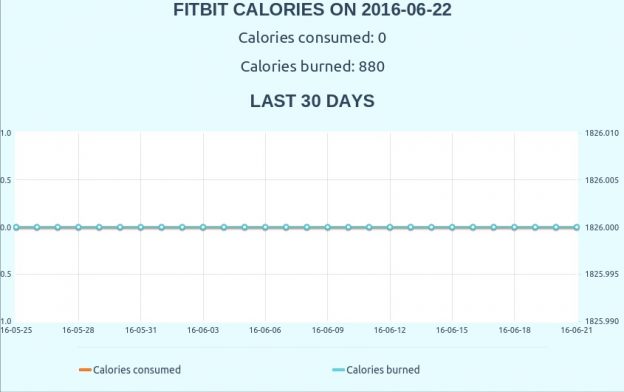 FITBIT CALORIES ON 2016-06-22
Calories consumed: 0
Calories burned: 880
LAST 30 DAYS
1.0 1826.010
0.5 1826.005
0.0 1826.000
0.5 1825.995
1.0 1825.990
16-05-25 16-05-28 16-05-31 16-06-03 16-06-06 16-06-09 16-06-12 16-06-15 16-06-18 16-06-21
Calories consumed Calories burned